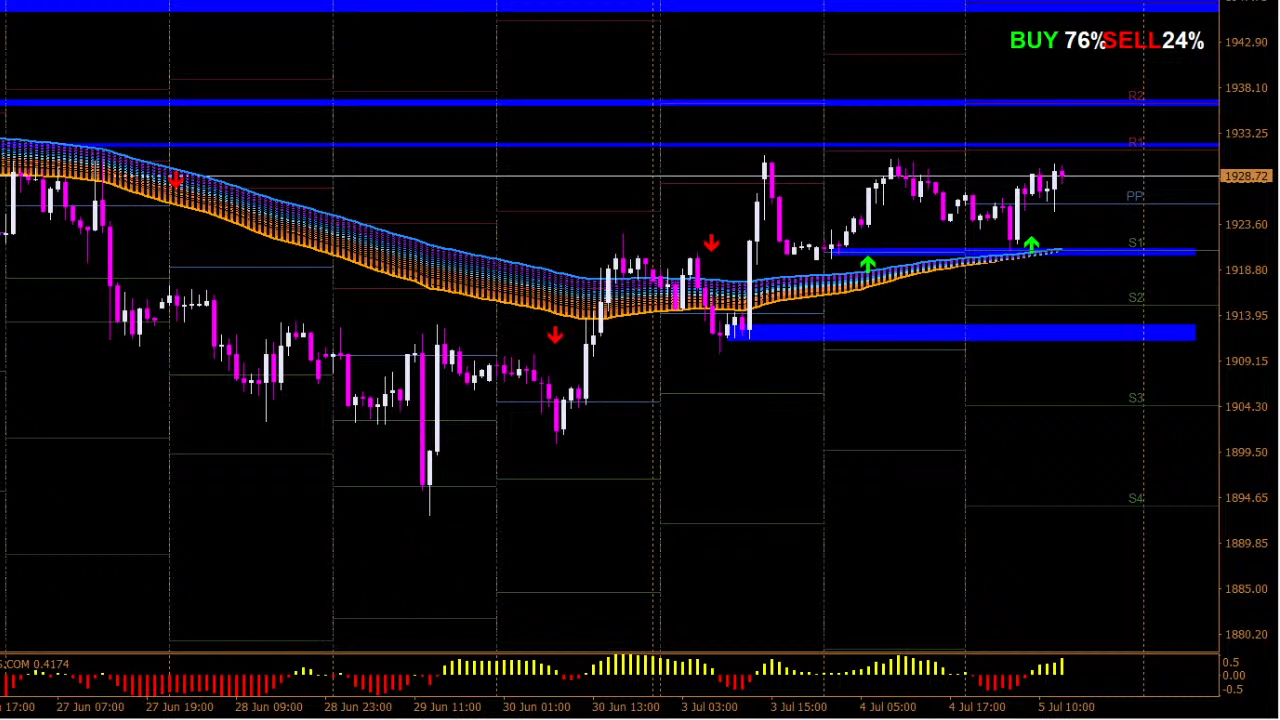 1942.90
BUY 76% SELL 24%
R2
1938.10
1933.25
R1
1928.72
PP
1923.60
S1
1918.80
S2
1913.95
1909.15
S3
1904.30
1899.50
S4
1894.65
1889.85
1885.00
1880.20
S.COM 0.4174
0.5
0.00
-0.5
17:00 27 Jun 07:00 27 Jun 19:00 28 Jun 09:00 28 Jun 23:00 29 Jun 11:00 30 Jun 01:00 30 Jun 13:00 3 Jul 03:00 3 Jul 15:00 4 Jul 05:00 4 Jul 17:00 5 Jul 10:00